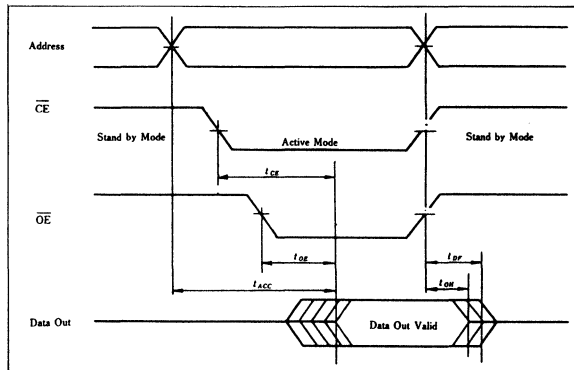 Address
CE
Stand by Mode
Active Mode
Stand by Mode
tCE
OE
tOE
tDF
tACC
tOH
Data Out
Data Out Valid